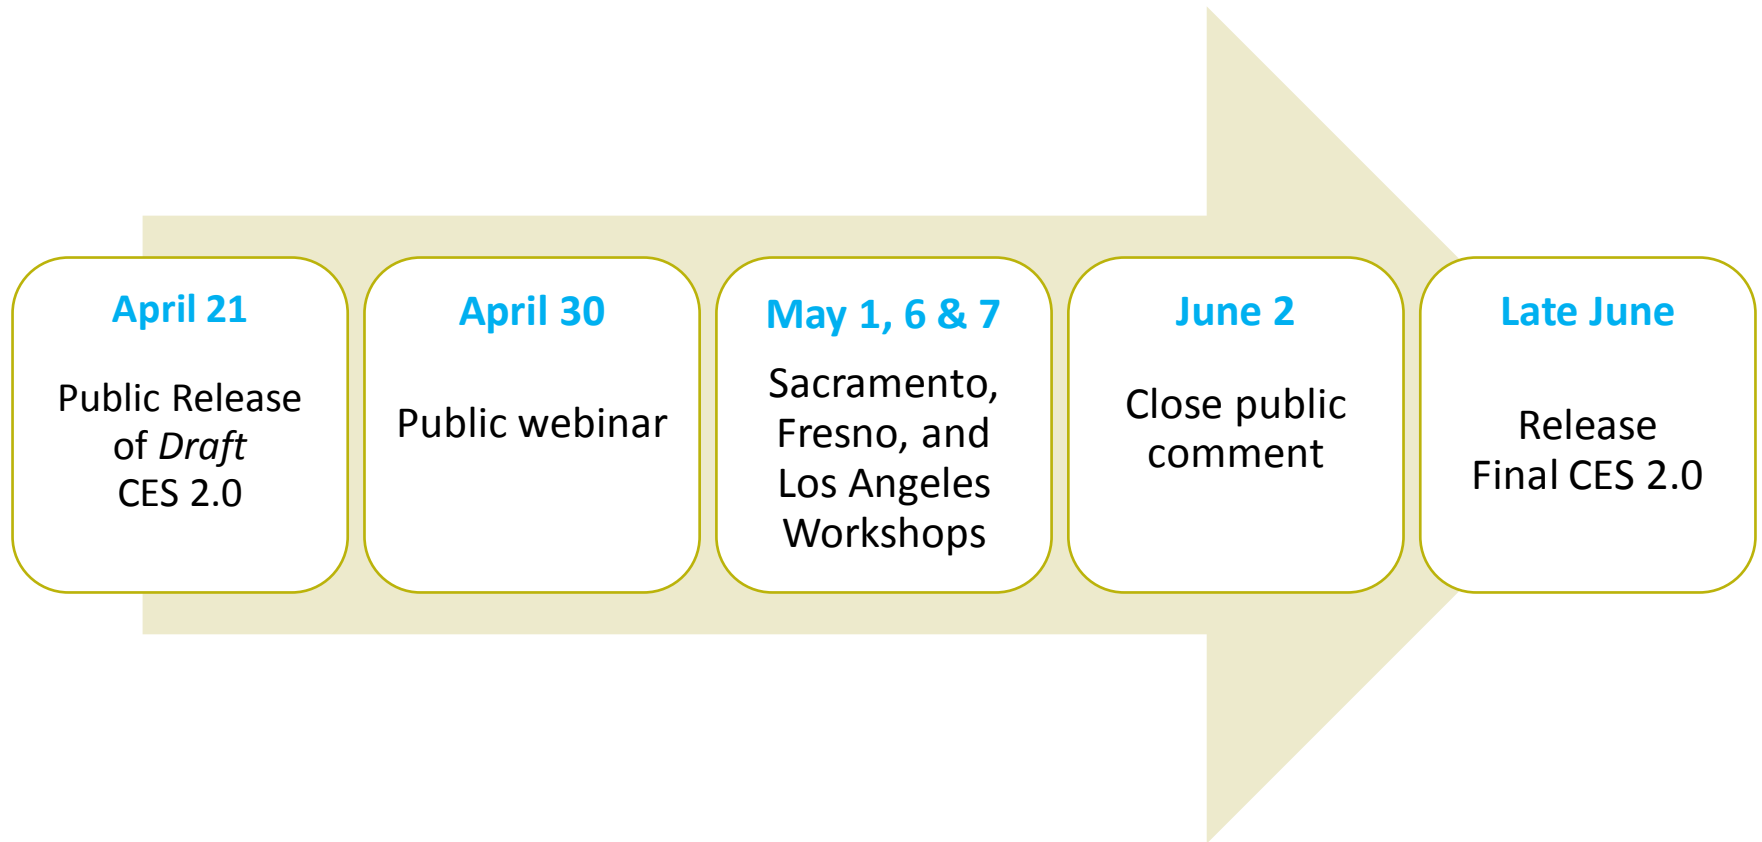 April 21
Public Release
of Draft
CES 2.0
April 30
Public webinar
May 1, 6 & 7
Sacramento,
Fresno, and
Los Angeles
Workshops
June 2
Close public
comment
Late June
Release
Final CES 2.0